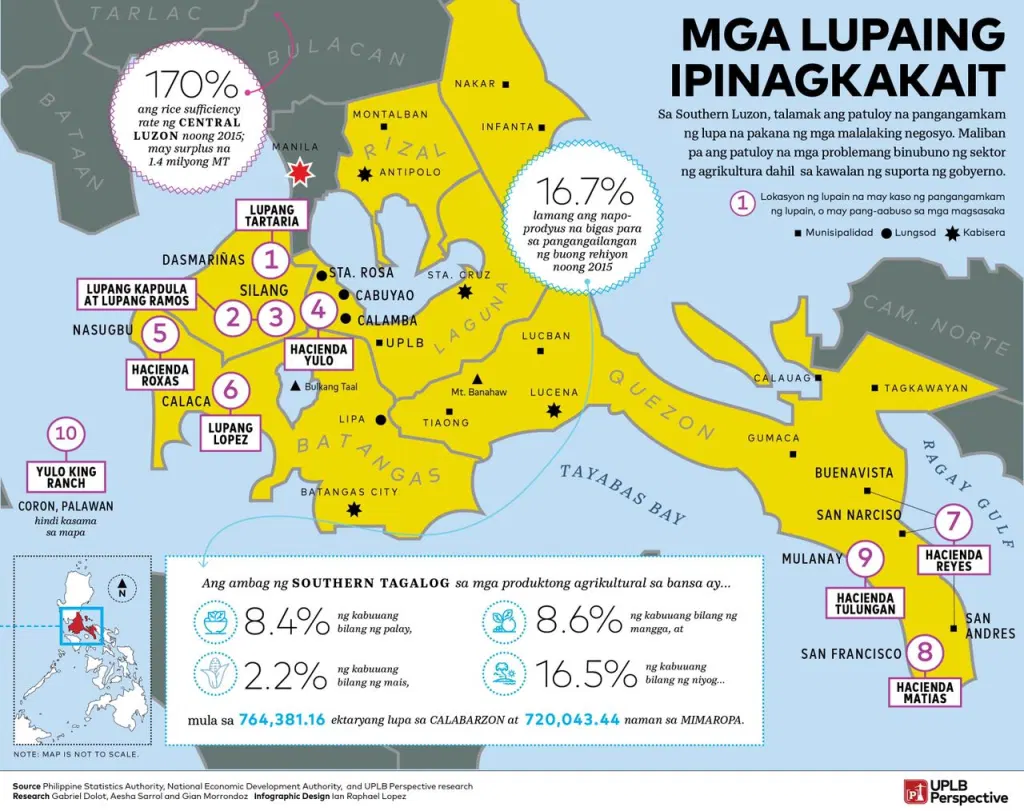 MGA LUPAING
IPINAGKAKAIT
Sa Southern Luzon, talamak ang patuloy na pangangamkam
ng lupa na pakana ng mga malalaking negosyo. Maliban
pa ang patuloy na mga problemang binubuno ng sektor
ng agrikultura dahil sa kawalan ng suporta ng gobyerno.
1
Lokasyon ng lupain na may kaso ng pangangamkam
ng lupain, o may pang-aabuso sa mga magsasaka
Munisipalidad
Lungsod
Kabisera
TARLAC
BULACAN
BATAAN
170%
ang rice sufficiency
rate ng CENTRAL
LUZON noong 2015;
may surplus na
1.4 milyong MT
MANILA
NAKAR
MONTALBAN
INFANTA
RIZAL
ANTIPOLO
16.7%
lamang ang napo-
prodyus na bigas para
sa pangangailangan
ng buong rehiyon
noong 2015
LUPANG
TARTARIA
DASMARIÑAS
1
STA. ROSA
STA. CRUZ
SILANG
CABUYAO
LUPANG KAPDULA
AT LUPANG RAMOS
2
3
4
CALAMBA
LAGUNA
CAM. NORTE
NASUGBU
5
UPLB
LUCBAN
HACIENDA
YULO
HACIENDA
ROXAS
CALACA
6
Bulkang Taal
Mt. Banahaw
LUCENA
QUEZON
CALAUAG
TAGKAWAYAN
LUPANG
LOPEZ
LIPA
TIAONG
BATANGAS
GUMACA
10
YULO KING
RANCH
CORON, PALAWAN
hindi kasama
sa mapa
BATANGAS CITY
TAYABAS BAY
RAGAY GULF
BUENAVISTA
SAN NARCISO
7
HACIENDA
REYES
MULANAY
9
HACIENDA
TULUNGAN
SAN
ANDRES
SAN FRANCISCO
8
HACIENDA
MATIAS
N
NOTE: MAP IS NOT TO SCALE.
Ang ambag ng SOUTHERN TAGALOG sa mga produktong agrikultural sa bansa ay...
8.4%
ng kabuuang
bilang ng palay,
8.6%
ng kabuuang bilang ng
mangga, at
2.2%
ng kabuuang
bilang ng mais,
16.5%
ng kabuuang
bilang ng niyog...
mula sa 764,381.16 ektaryang lupa sa CALABARZON at 720,043.44 naman sa MIMAROPA.
Source Philippine Statistics Authority, National Economic Development Authority, and UPLB Perspective research
Research Gabriel Dolot, Aesha Sarrol and Gian Morrondoz Infographic Design Ian Raphael Lopez
UPLB
Perspective